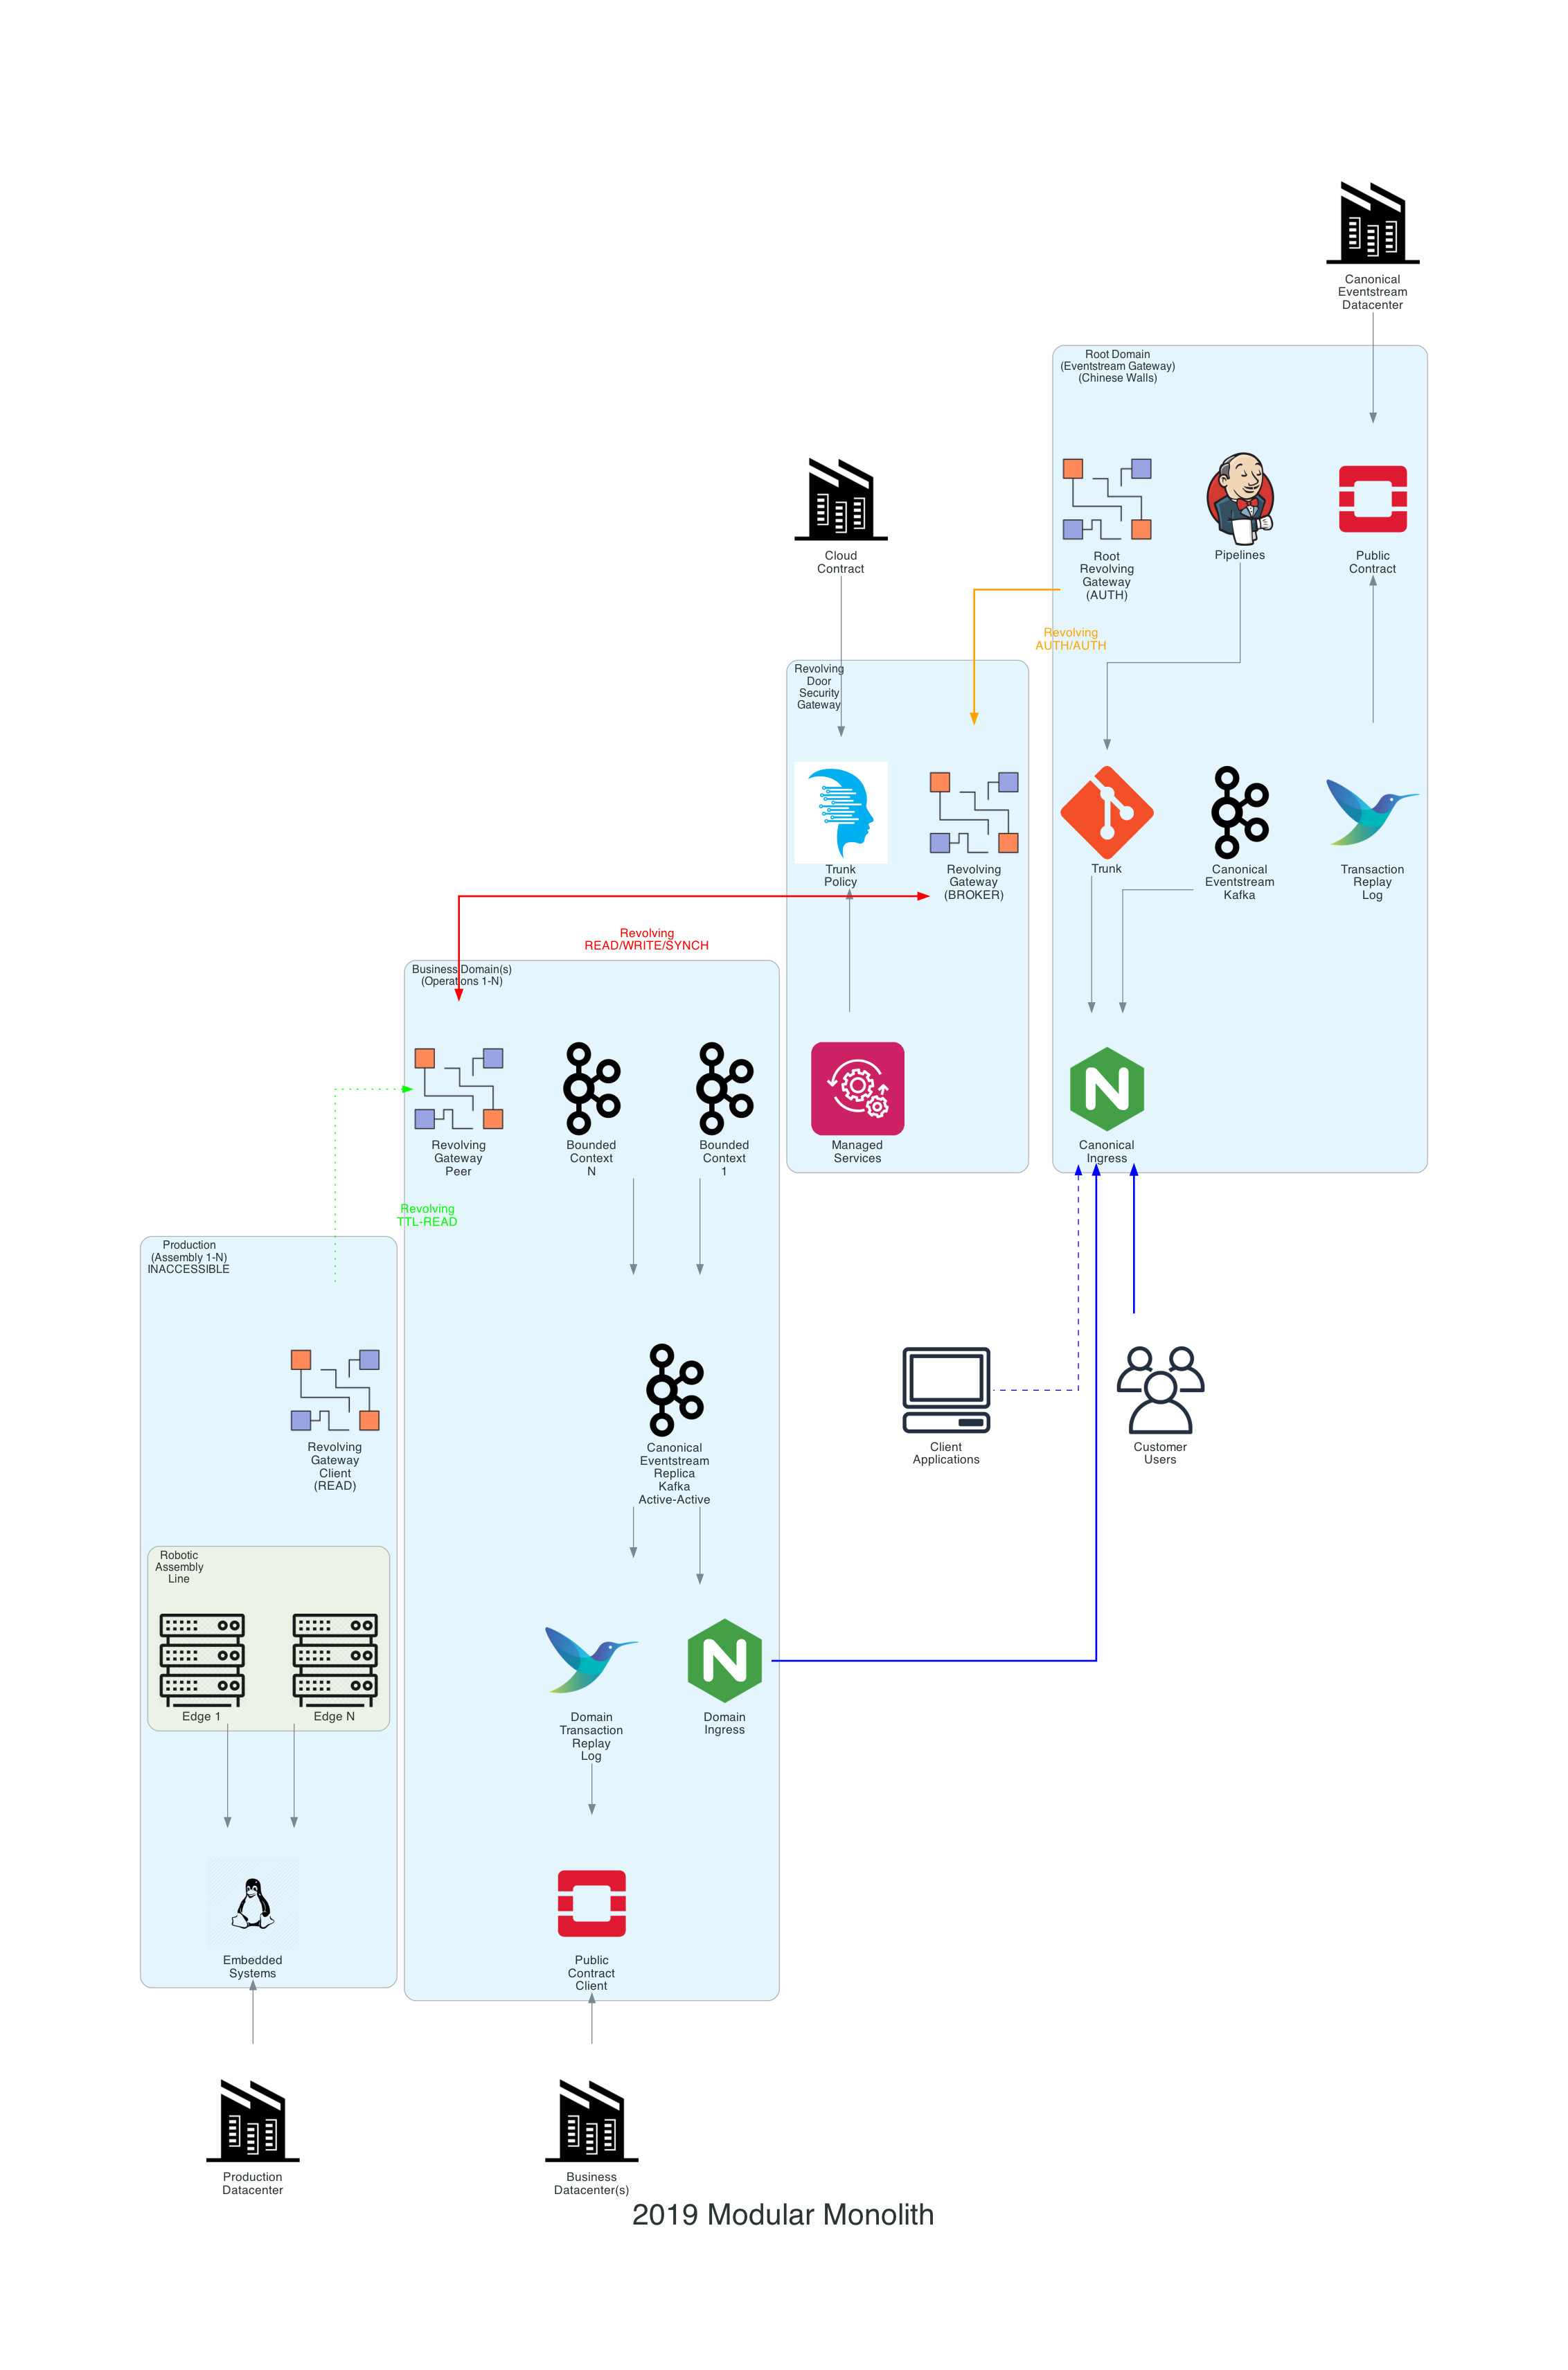 Canonical
Eventstream
Datacenter
Root Domain
(Eventstream Gateway)
(Chinese Walls)
Cloud
Contract
Root
Revolving
Gateway
(AUTH)
Pipelines
Public
Contract
Revolving
AUTH/AUTH
Revolving
Door
Security
Gateway
Trunk
Policy
Revolving
Gateway
(BROKER)
Trunk
Canonical
Eventstream
Kafka
Transaction
Replay
Log
Revolving
READ/WRITE/SYNCH
Business Domain(s)
(Operations 1-N)
Revolving
Gateway
Peer
Bounded
Context
N
Bounded
Context
1
Managed
Services
Canonical
Ingress
Revolving
TTL-READ
Production
(Assembly 1-N)
INACCESSIBLE
Revolving
Gateway
Client
(READ)
Canonical
Eventstream
Replica
Kafka
Active-Active
Client
Applications
Customer
Users
Robotic
Assembly
Line
Edge 1
Edge N
Domain
Transaction
Replay
Log
Domain
Ingress
Embedded
Systems
Public
Contract
Client
Production
Datacenter
Business
Datacenter(s)
2019 Modular Monolith